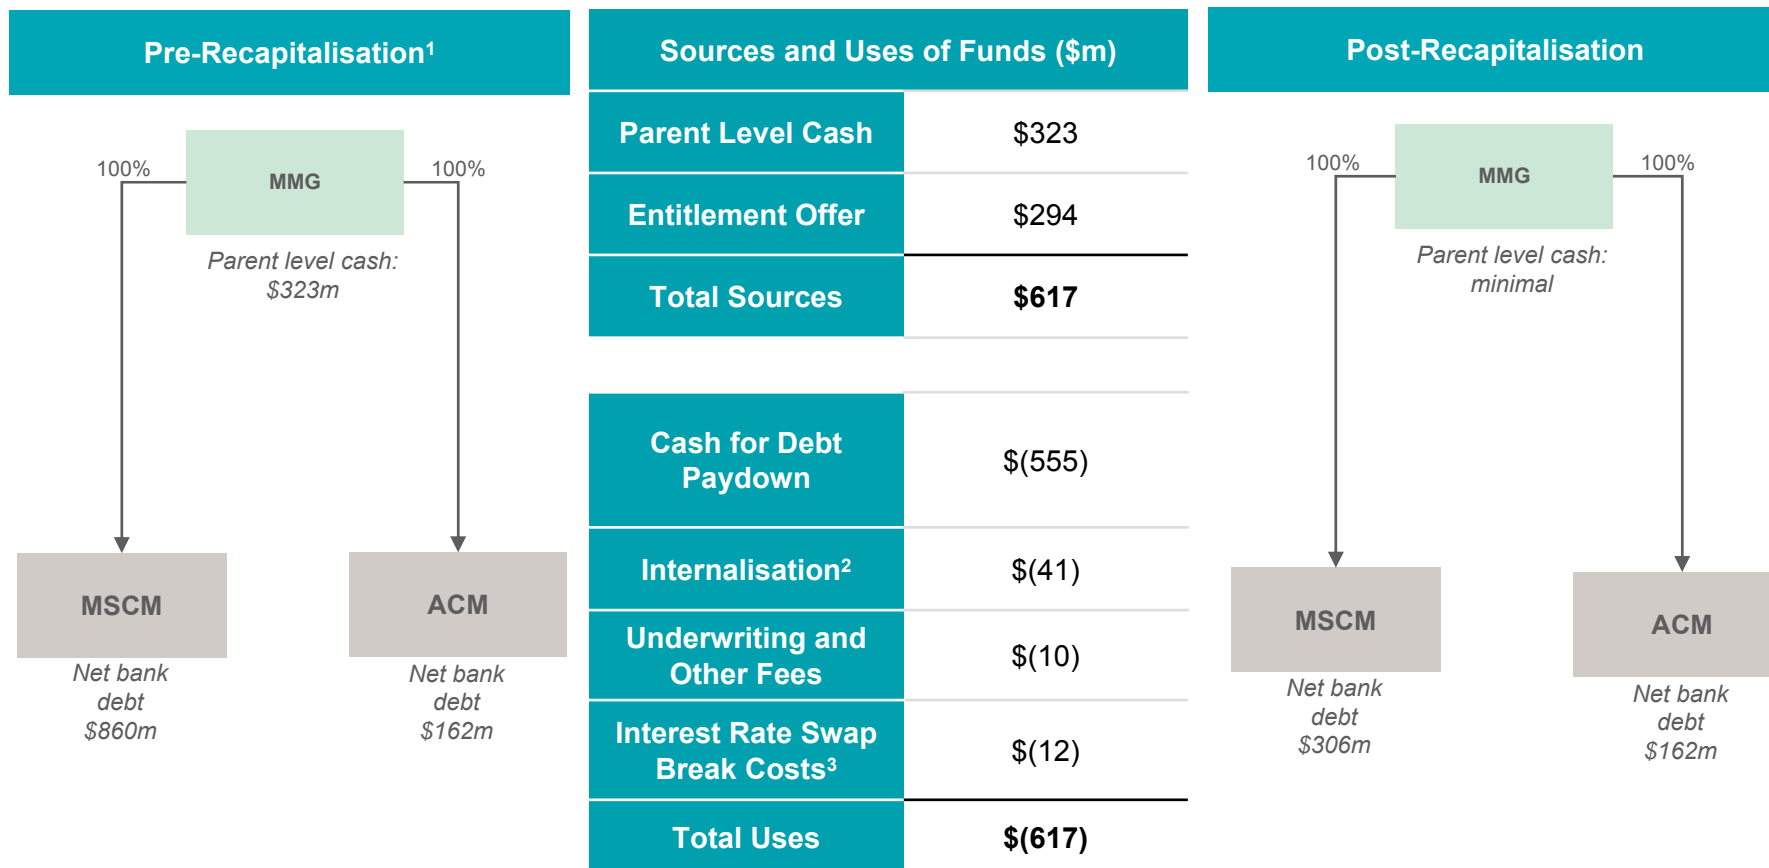 Pre-Recapitalisation¹
100%
100%
MMG
Parent level cash:
$323m
MSCM
ACM
Net bank
debt
$860m
Net bank
debt
$162m
Sources and Uses of Funds ($m)
Parent Level Cash
$323
Entitlement Offer
$294
Total Sources
$617
Cash for Debt
Paydown
$(555)
Internalisation²
$(41)
Underwriting and
Other Fees
$(10)
Interest Rate Swap
Break Costs³
$(12)
Total Uses
$(617)
Post-Recapitalisation
100%
100%
MMG
Parent level cash:
minimal
MSCM
ACM
Net bank
debt
$306m
Net bank
debt
$162m